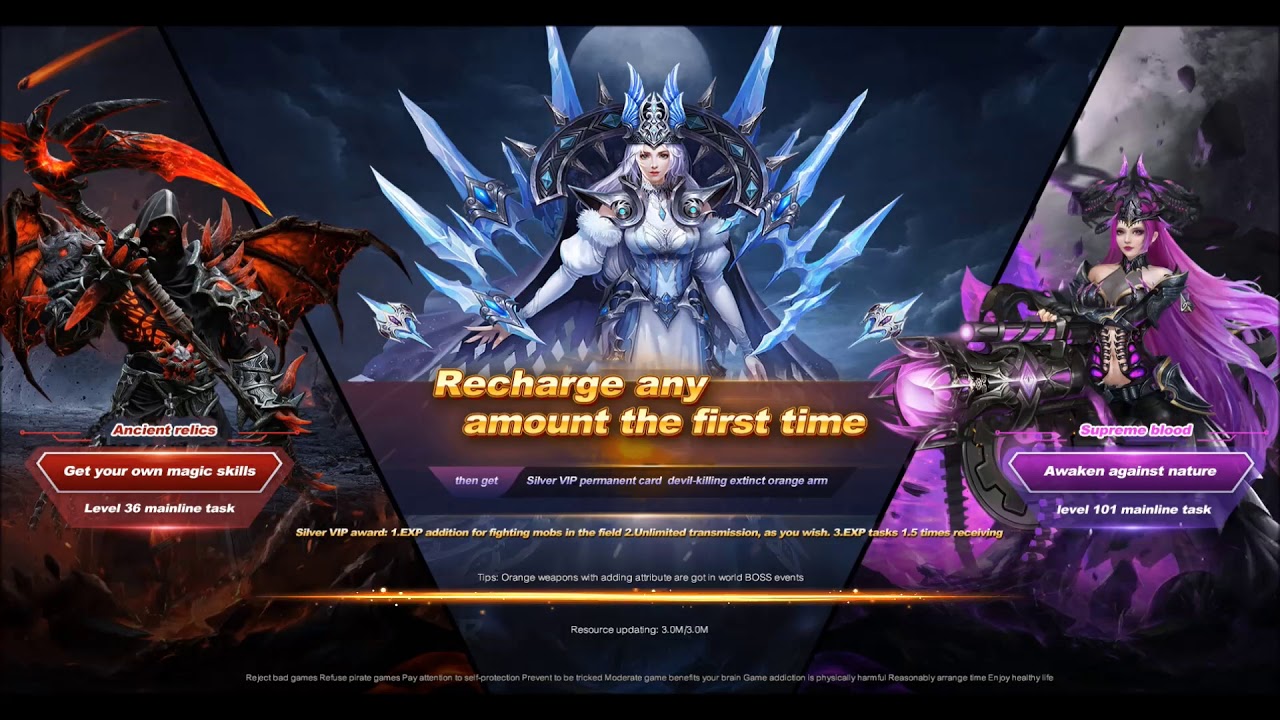 Recharge any
amount the first time
Ancient relics
Get your own magic skills
Level 36 mainline task
Supreme blood
Awaken against nature
level 101 mainline task
then get Silver VIP permanent card devil-killing extinct orange arm
Silver VIP award: 1.EXP addition for fighting mobs in the field 2.Unlimited transmission, as you wish. 3.EXP tasks 1.5 times receiving
Tips: Orange weapons with adding attribute are got in world BOSS events
Resource updating: 3.0M/3.0M
Reject bad games Refuse pirate games Pay attention to self-protection Prevent to be tricked Moderate game benefits your brain Game addiction is physically harmful Reasonably arrange time Enjoy healthy life